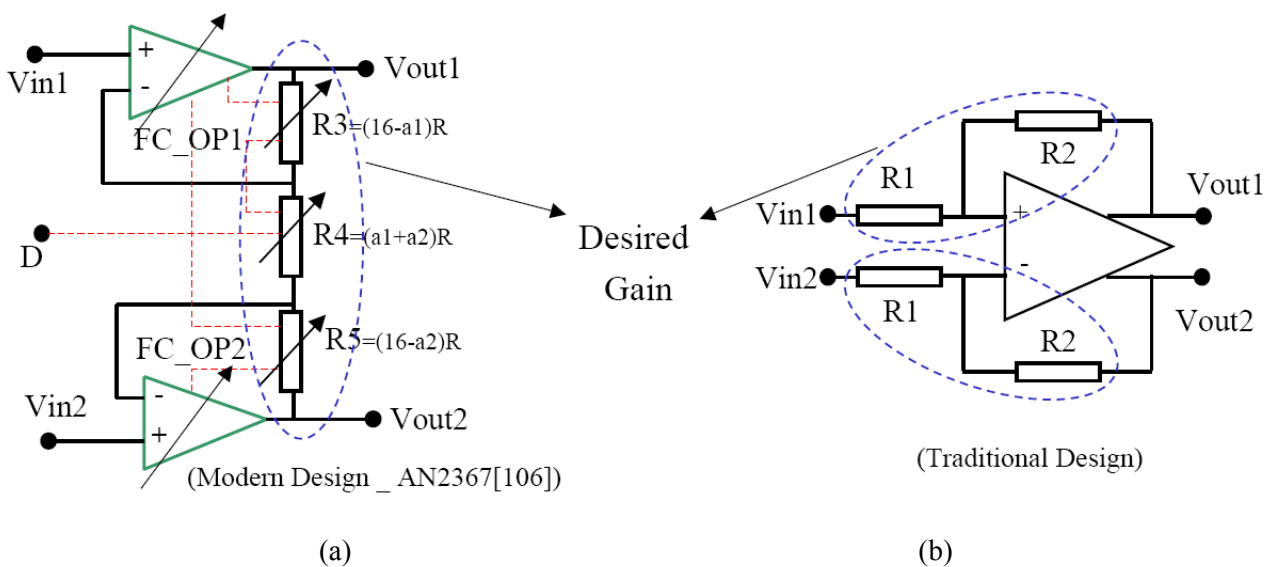 Vin1
+
-
FC_OP1
Vout1
R3=(16-a1)R
D
R4=(a1+a2)R
FC_OP2
R5=(16-a2)R
Vin2
-
+
Vout2
(Modern Design _ AN2367[106])
Desired
Gain
R2
R1
Vin1
+
Vout1
Vin2
-
R1
Vout2
R2
(Traditional Design)
(a)
(b)